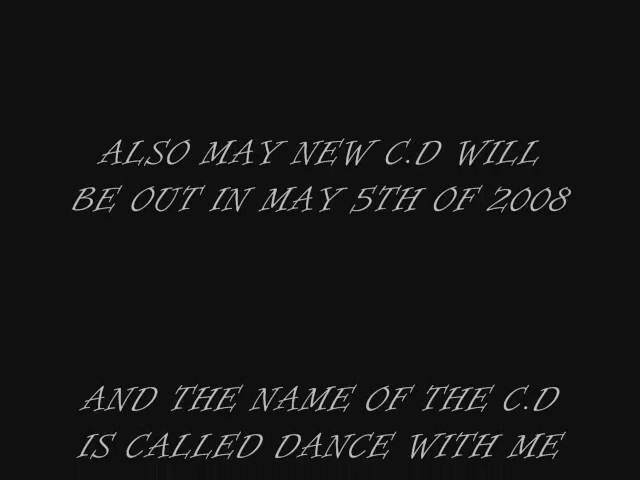 ALSO MAY NEW C.D WILL
BE OUT IN MAY 5TH OF 2008
AND THE NAME OF THE C.D
IS CALLED DANCE WITH ME